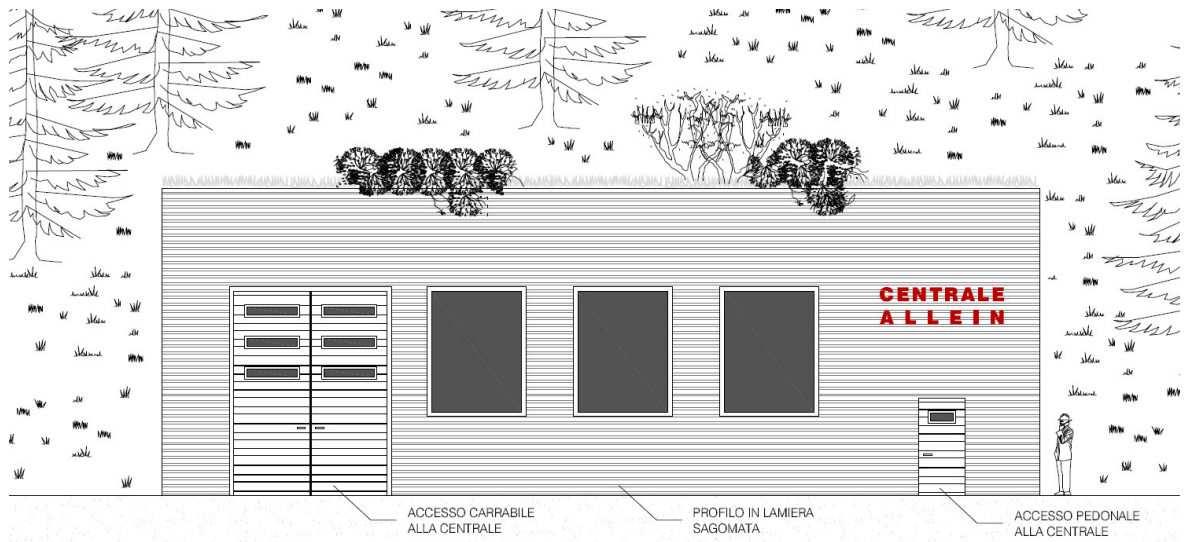 CENTRALE
ALLEIN
ACCESSO CARRABILE
ALLA CENTRALE
PROFILO IN LAMIERA
SAGOMATA
ACCESSO PEDONALE
ALLA CENTRALE